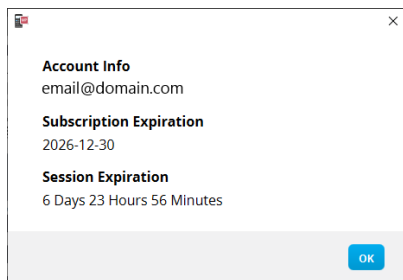 Account Info
email@domain.com
Subscription Expiration
2026-12-30
Session Expiration
6 Days 23 Hours 56 Minutes
OK